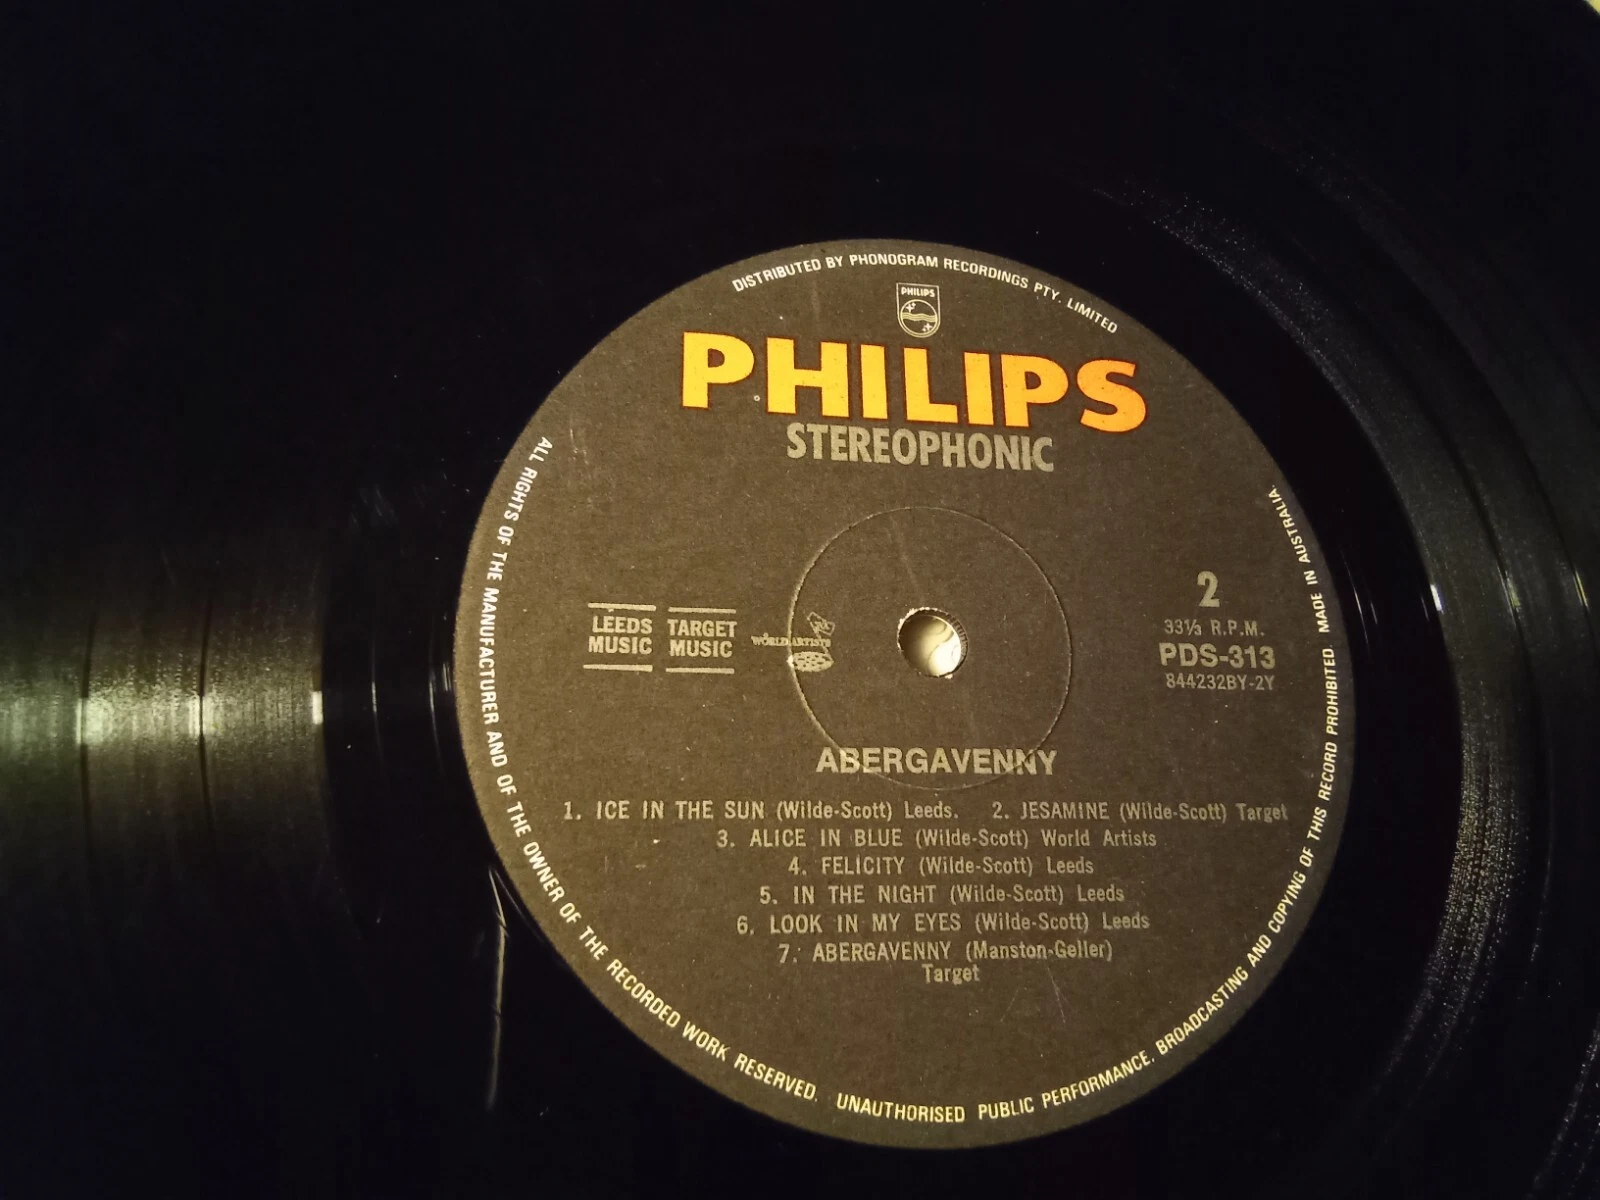 DISTRIBUTED BY PHONOGRAM RECORDINGS PTY. LIMITED
PHILIPS
PHILIPS
STEREOPHONIC
LEEDS MUSIC
TARGET MUSIC
WORLD ARTISTS
2
33⅓ R.P.M.
PDS-313
844232BY-2Y
ABERGAVENNY
1. ICE IN THE SUN (Wilde-Scott) Leeds. 2. JESAMINE (Wilde-Scott) Target
3. ALICE IN BLUE (Wilde-Scott) World Artists
4. FELICITY (Wilde-Scott) Leeds
5. IN THE NIGHT (Wilde-Scott) Leeds
6. LOOK IN MY EYES (Wilde-Scott) Leeds
7. ABERGAVENNY (Manston-Geller)
Target
ALL RIGHTS OF THE MANUFACTURER AND OF THE OWNER OF THE RECORDED WORK RESERVED. UNAUTHORISED PUBLIC PERFORMANCE, BROADCASTING AND COPYING OF THIS RECORD PROHIBITED. MADE IN AUSTRALIA.